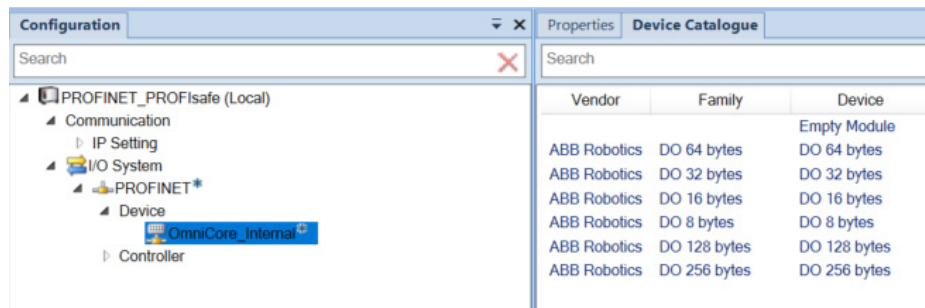 Configuration
Search
PROFINET_PROFIsafe (Local)
Communication
IP Setting
I/O System
PROFINET*
Device
OmniCore_Internal
Controller
Properties Device Catalogue
Search
Vendor Family Device
Empty Module
ABB Robotics DO 64 bytes DO 64 bytes
ABB Robotics DO 32 bytes DO 32 bytes
ABB Robotics DO 16 bytes DO 16 bytes
ABB Robotics DO 8 bytes DO 8 bytes
ABB Robotics DO 128 bytes DO 128 bytes
ABB Robotics DO 256 bytes DO 256 bytes